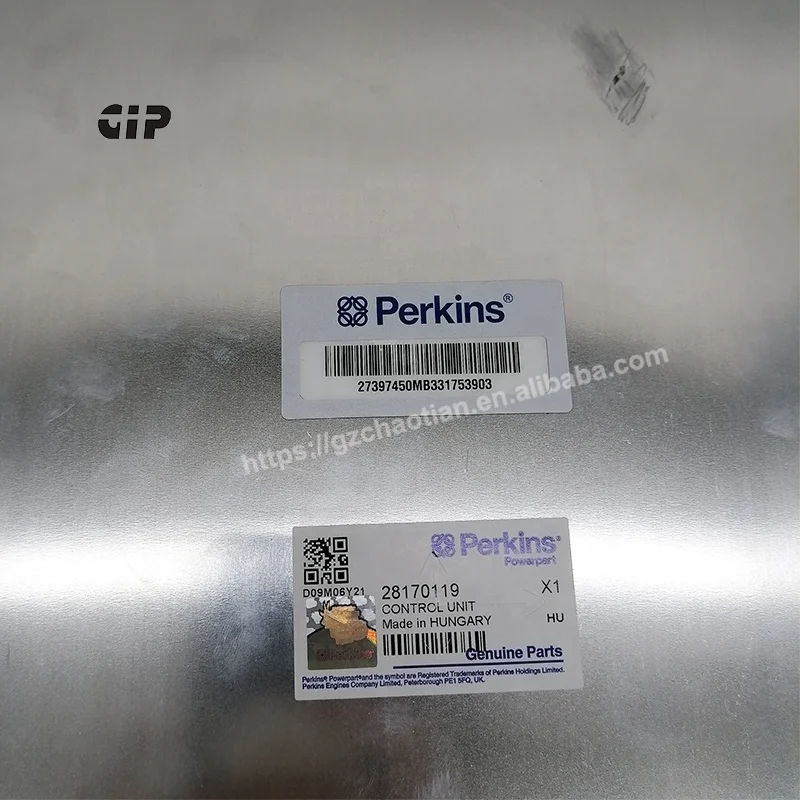 GIP
Perkins®
27397450MB331753903
https://gzchaotian.en.alibaba.com
Perkins®
Powerpart
D09M06Y21
28170119 X1
CONTROL UNIT
Made in HUNGARY HU
Perkins
Genuine Parts
Perkins® Powerpart®and the symbol are Registered Trademarks of Perkins Holdings Limited.
Perkins Engines Company Limited, Peterborough PE1 5FQ, UK.